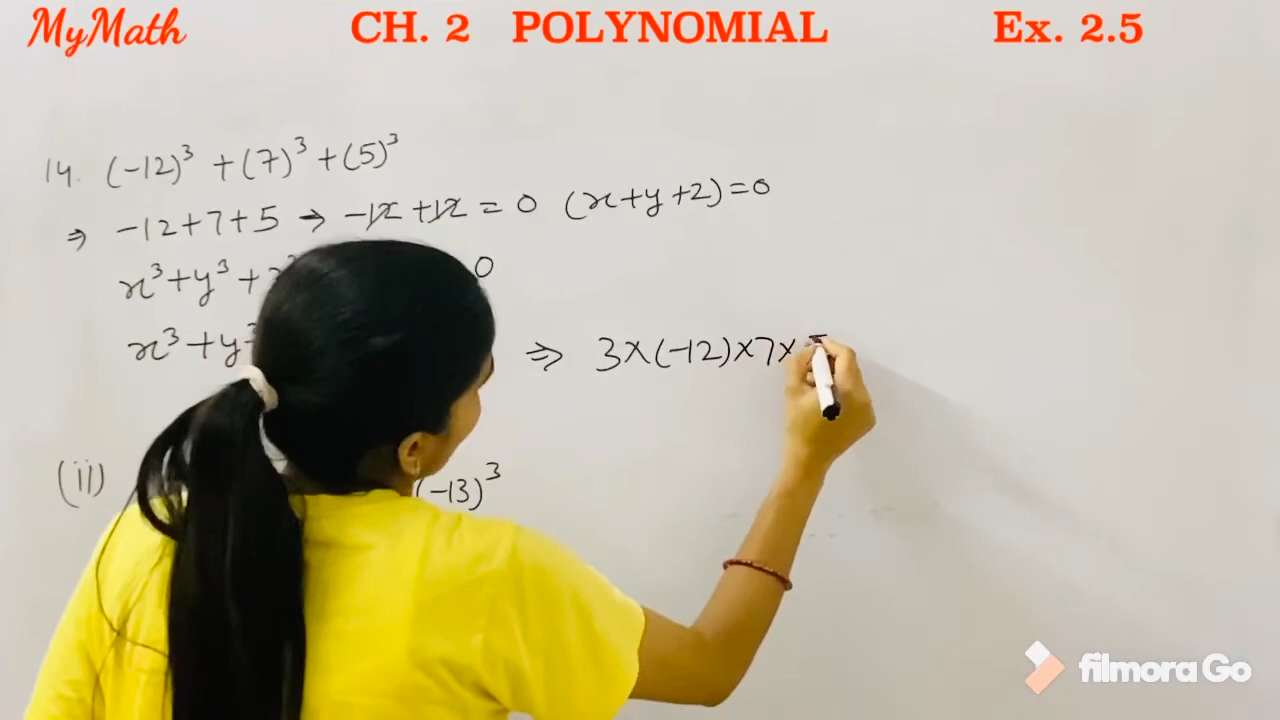 MyMath CH. 2 POLYNOMIAL Ex. 2.5
14. (-12)³ + (7)³ + (5)³
⇒ -12+7+5 → -12 +12 = 0 (x+y+z)=0
x³+y³+ 0
x³+y ⇒ 3×(-12)×7×
(ii) (-13)³
filmora Go